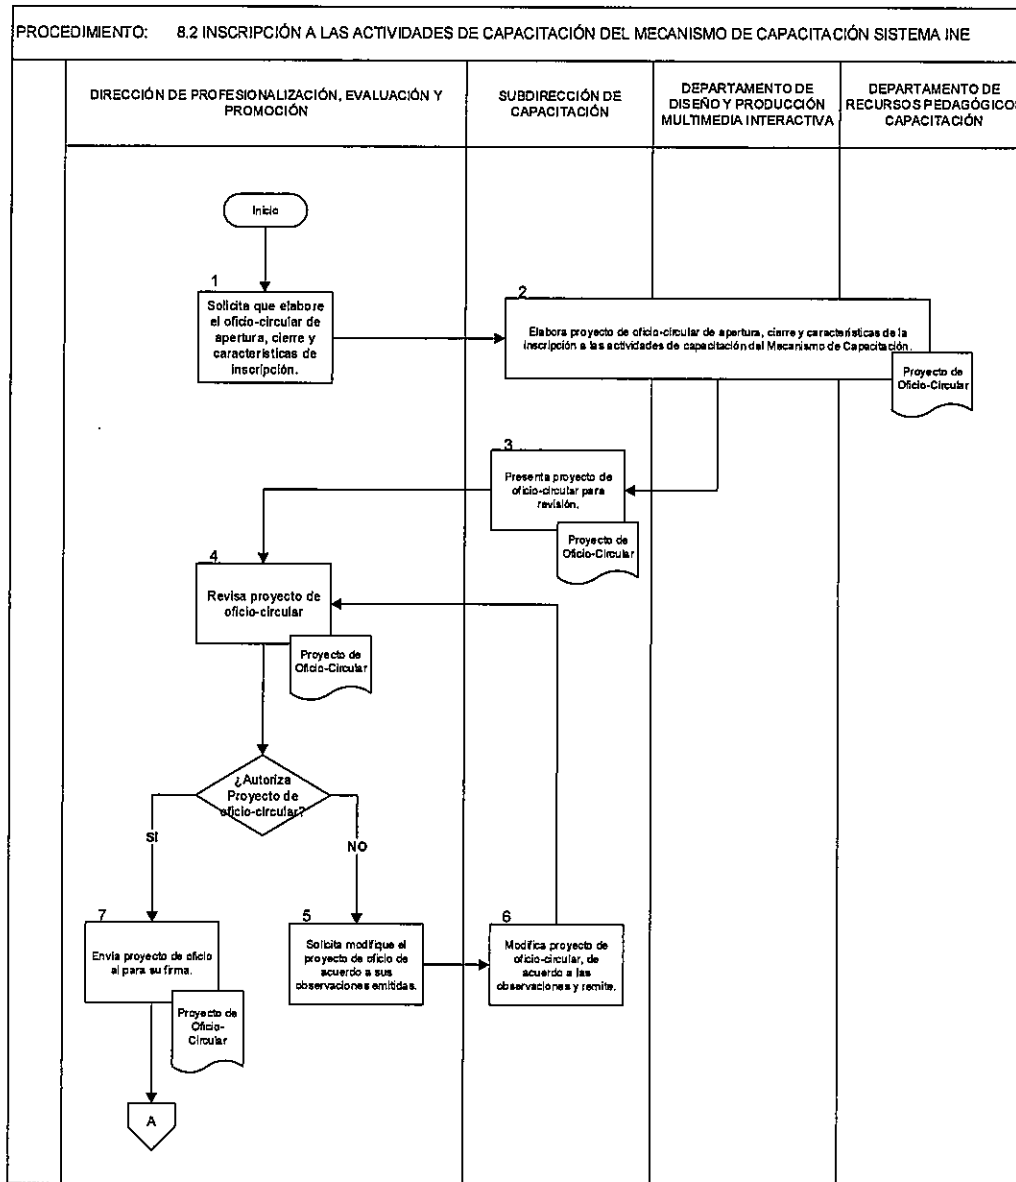 PROCEDIMIENTO: 8.2 INSCRIPCIÓN A LAS ACTIVIDADES DE CAPACITACIÓN DEL MECANISMO DE CAPACITACIÓN SISTEMA INE
DIRECCIÓN DE PROFESIONALIZACIÓN, EVALUACIÓN Y
PROMOCIÓN
SUBDIRECCIÓN DE
CAPACITACIÓN
DEPARTAMENTO DE
DISEÑO Y PRODUCCIÓN
MULTIMEDIA INTERACTIVA
DEPARTAMENTO DE
RECURSOS PEDAGÓGICOS
CAPACITACIÓN
Inicio
1
Solicita que elabore
el oficio-circular de
apertura, cierre y
características de
inscripción.
2
Elabora proyecto de oficio-circular de apertura, cierre y características de la
inscripción a las actividades de capacitación del Mecanismo de Capacitación.
Proyecto de
Oficio-Circular
3
Presenta proyecto de
oficio-circular para
revisión.
Proyecto de
Oficio-Circular
4
Revisa proyecto de
oficio-circular
Proyecto de
Oficio-Circular
¿Autoriza
Proyecto de
oficio-circular?
SI
NO
7
Envía proyecto de oficio
al para su firma.
Proyecto de
Oficio-
Circular
5
Solicita modifique el
proyecto de oficio de
acuerdo a sus
observaciones emitidas.
6
Modifica proyecto de
oficio-circular, de
acuerdo a las
observaciones y remite.
A